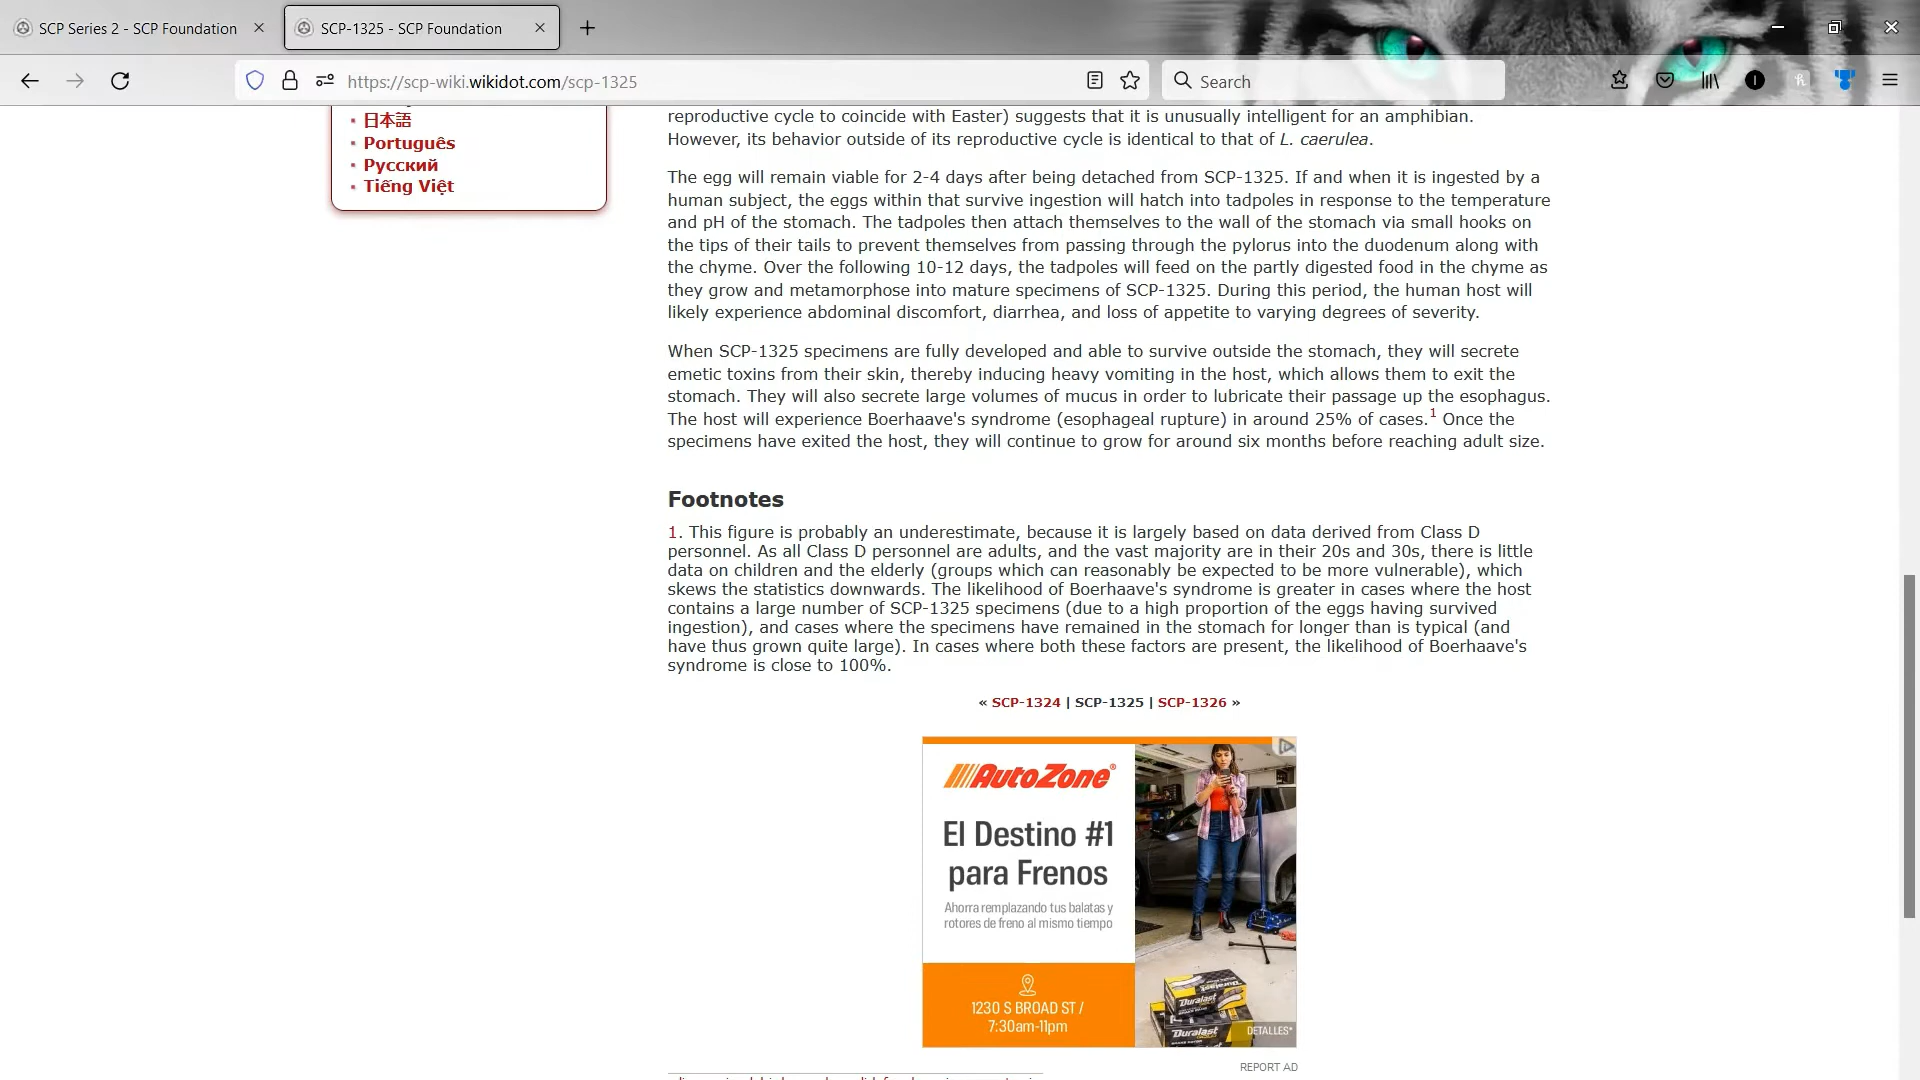 SCP Series 2 - SCP Foundation
SCP-1325 - SCP Foundation
https://scp-wiki.wikidot.com/scp-1325
Search
日本語
Português
Русский
Tiếng Việt
reproductive cycle to coincide with Easter) suggests that it is unusually intelligent for an amphibian.
However, its behavior outside of its reproductive cycle is identical to that of L. caerulea.
The egg will remain viable for 2-4 days after being detached from SCP-1325. If and when it is ingested by a
human subject, the eggs within that survive ingestion will hatch into tadpoles in response to the temperature
and pH of the stomach. The tadpoles then attach themselves to the wall of the stomach via small hooks on
the tips of their tails to prevent themselves from passing through the pylorus into the duodenum along with
the chyme. Over the following 10-12 days, the tadpoles will feed on the partly digested food in the chyme as
they grow and metamorphose into mature specimens of SCP-1325. During this period, the human host will
likely experience abdominal discomfort, diarrhea, and loss of appetite to varying degrees of severity.
When SCP-1325 specimens are fully developed and able to survive outside the stomach, they will secrete
emetic toxins from their skin, thereby inducing heavy vomiting in the host, which allows them to exit the
stomach. They will also secrete large volumes of mucus in order to lubricate their passage up the esophagus.
The host will experience Boerhaave's syndrome (esophageal rupture) in around 25% of cases.1 Once the
specimens have exited the host, they will continue to grow for around six months before reaching adult size.
Footnotes
1. This figure is probably an underestimate, because it is largely based on data derived from Class D
personnel. As all Class D personnel are adults, and the vast majority are in their 20s and 30s, there is little
data on children and the elderly (groups which can reasonably be expected to be more vulnerable), which
skews the statistics downwards. The likelihood of Boerhaave's syndrome is greater in cases where the host
contains a large number of SCP-1325 specimens (due to a high proportion of the eggs having survived
ingestion), and cases where the specimens have remained in the stomach for longer than is typical (and
have thus grown quite large). In cases where both these factors are present, the likelihood of Boerhaave's
syndrome is close to 100%.
« SCP-1324 | SCP-1325 | SCP-1326 »
AutoZone®
El Destino #1
para Frenos
Ahorra remplazando tus balatas y
rotores de freno al mismo tiempo
1230 S BROAD ST /
7:30am-11pm
Duralast
Duralast
DETALLES*
REPORT AD